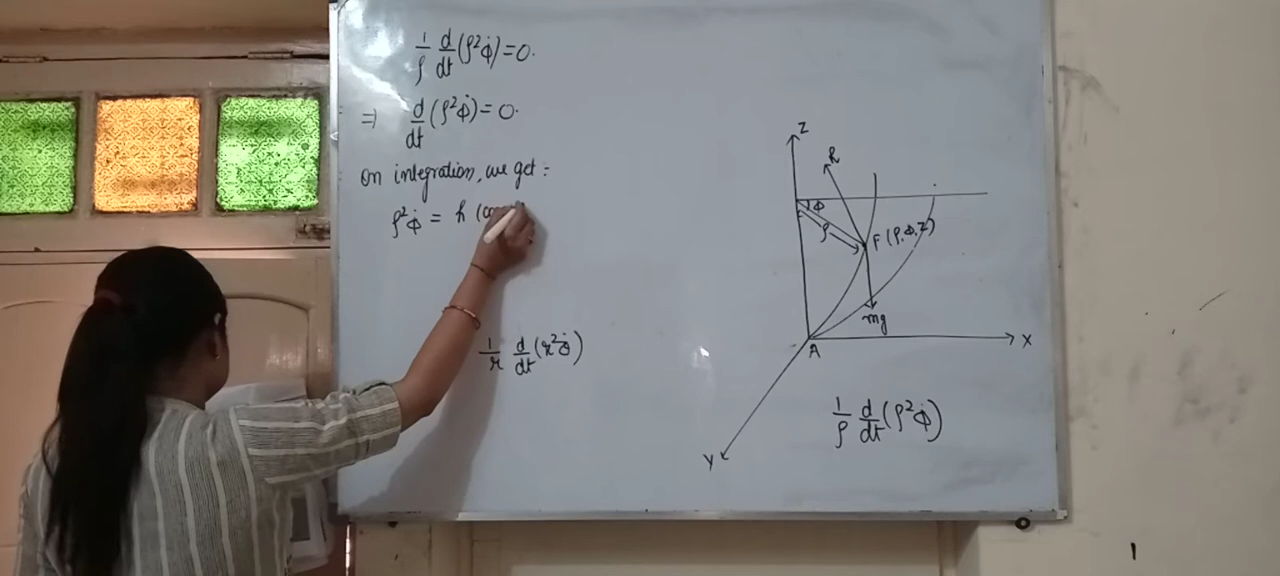 1/ρ d/dt (ρ²φ̇) = 0.
⇒ d/dt (ρ²φ̇) = 0.
On integration, we get :
ρ²φ̇ = h (co
1/r d/dt (r²θ̇)
Z
R
φ
ρ
P (ρ, φ, Z)
mg
A
X
Y
1/ρ d/dt (ρ²φ̇)